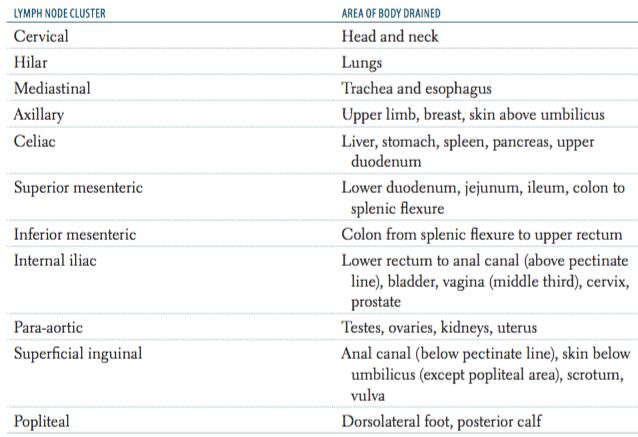 LYMPH NODE CLUSTER AREA OF BODY DRAINED
Cervical Head and neck
Hilar Lungs
Mediastinal Trachea and esophagus
Axillary Upper limb, breast, skin above umbilicus
Celiac Liver, stomach, spleen, pancreas, upper
duodenum
Superior mesenteric Lower duodenum, jejunum, ileum, colon to
splenic flexure
Inferior mesenteric Colon from splenic flexure to upper rectum
Internal iliac Lower rectum to anal canal (above pectinate
line), bladder, vagina (middle third), cervix,
prostate
Para-aortic Testes, ovaries, kidneys, uterus
Superficial inguinal Anal canal (below pectinate line), skin below
umbilicus (except popliteal area), scrotum,
vulva
Popliteal Dorsolateral foot, posterior calf